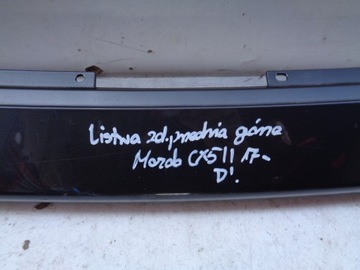 Listwa zd.przednia górna
Mazda CX5 II 17-
D!